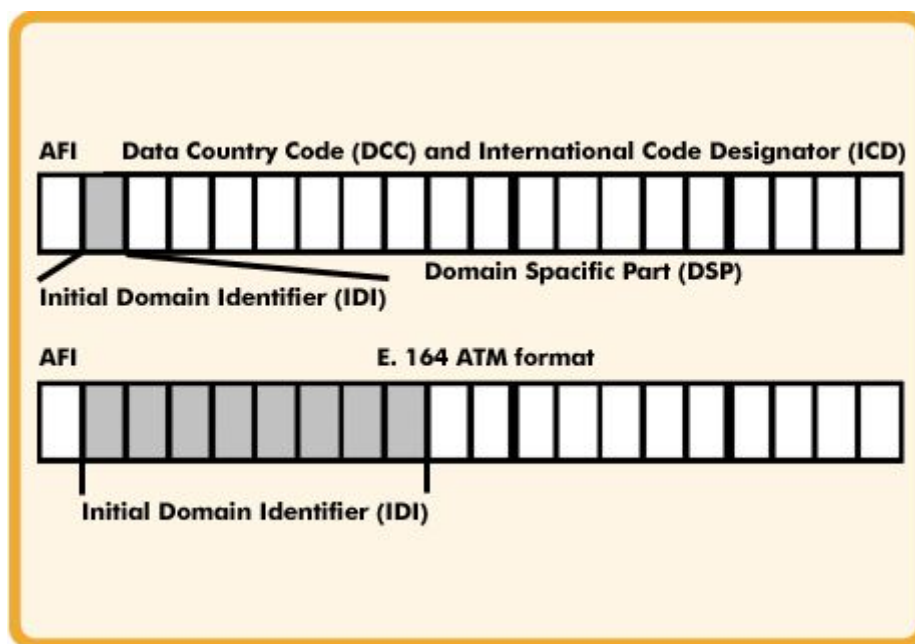 AFI Data Country Code (DCC) and International Code Designator (ICD)
Domain Spacific Part (DSP)
Initial Domain Identifier (IDI)
AFI E. 164 ATM format
Initial Domain Identifier (IDI)